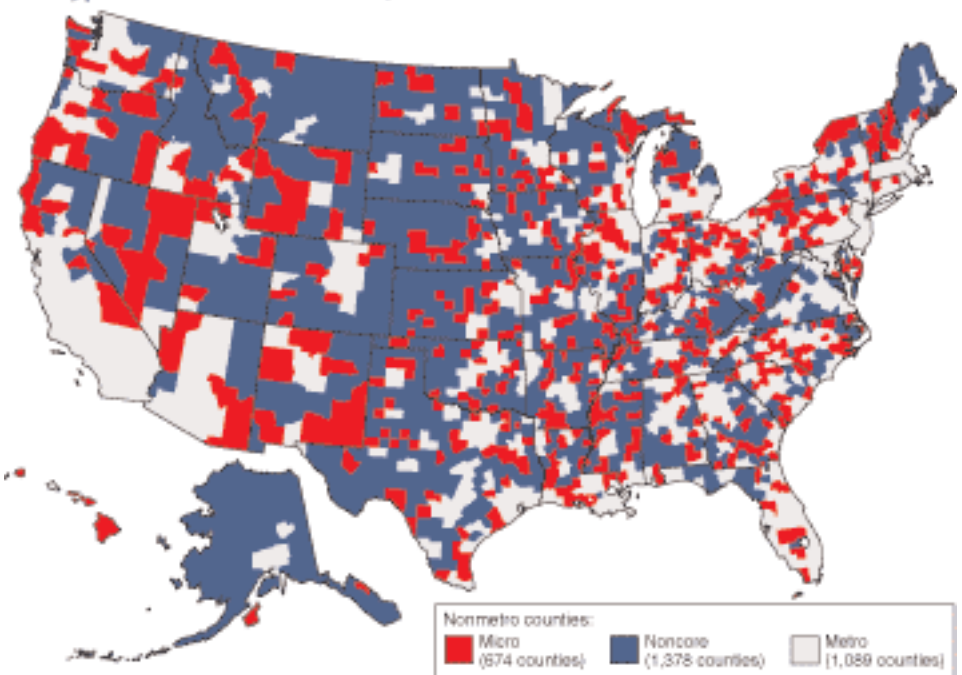 Nonmetro counties:
Micro
(674 counties)
Noncore
(1,378 counties)
Metro
(1,089 counties)